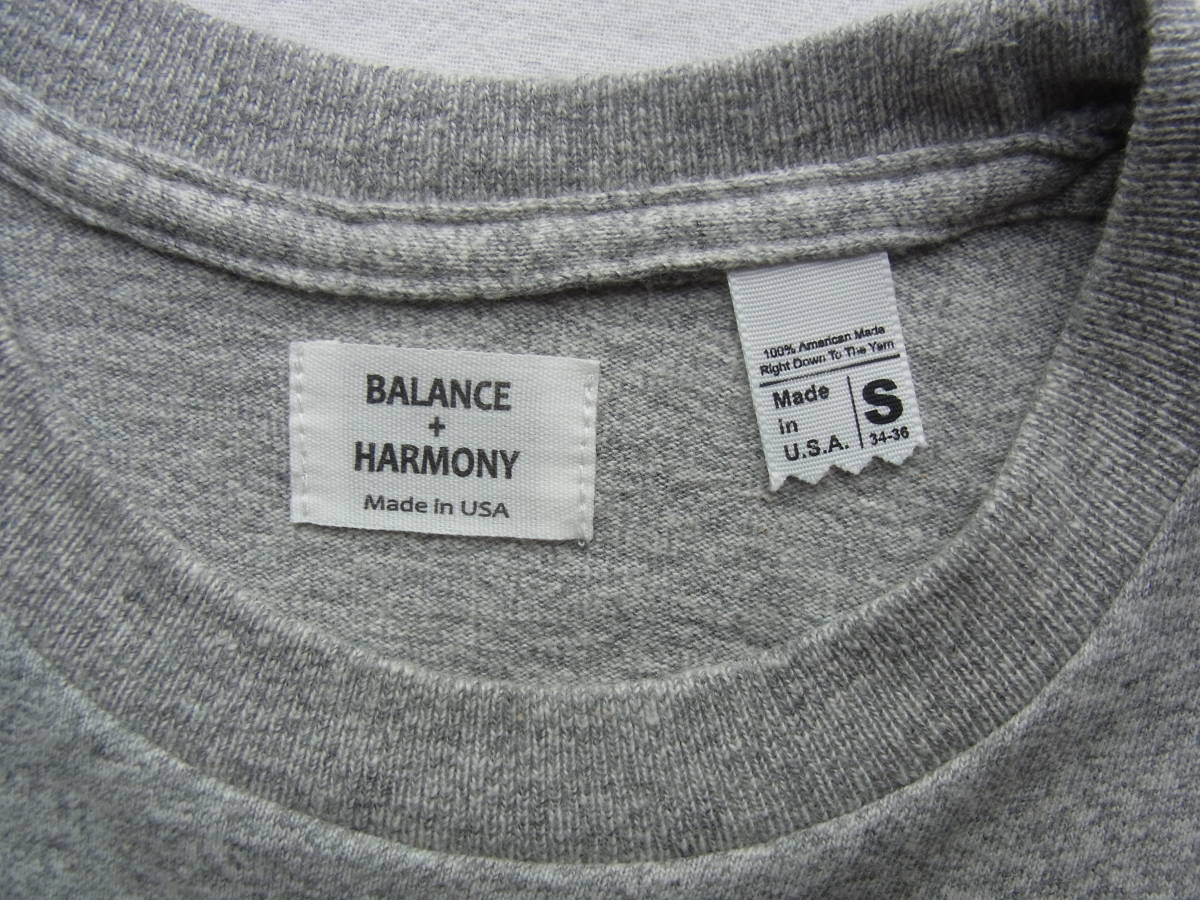 BALANCE
+
HARMONY
Made in USA
100% American Made
Right Down To The Yarn
Made
in
U.S.A.
S
34-36